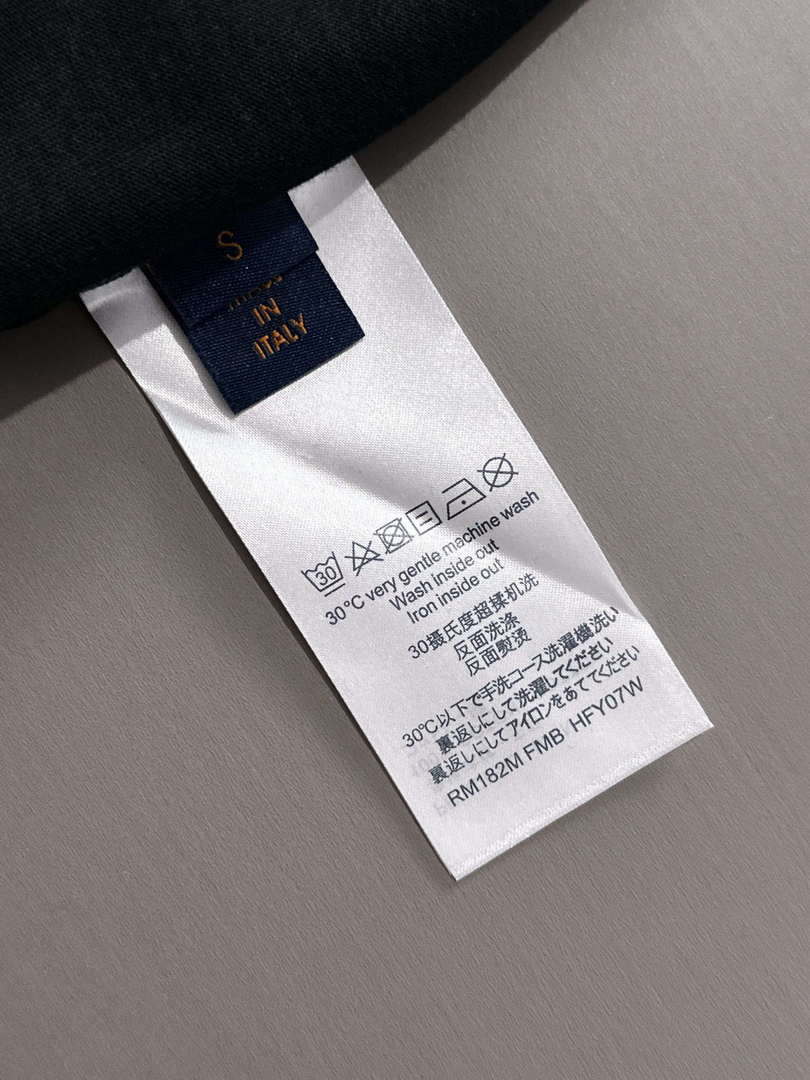 S
IN
ITALY
30
30°C very gentle machine wash
Wash inside out
Iron inside out
30摄氏度超揉机洗
反面洗涤
反面熨烫
30℃以下で手洗コース洗濯機洗い
裏返しにして洗濯してください
裏返しにしてアイロンをあててください
RM182M FMB HFY07W